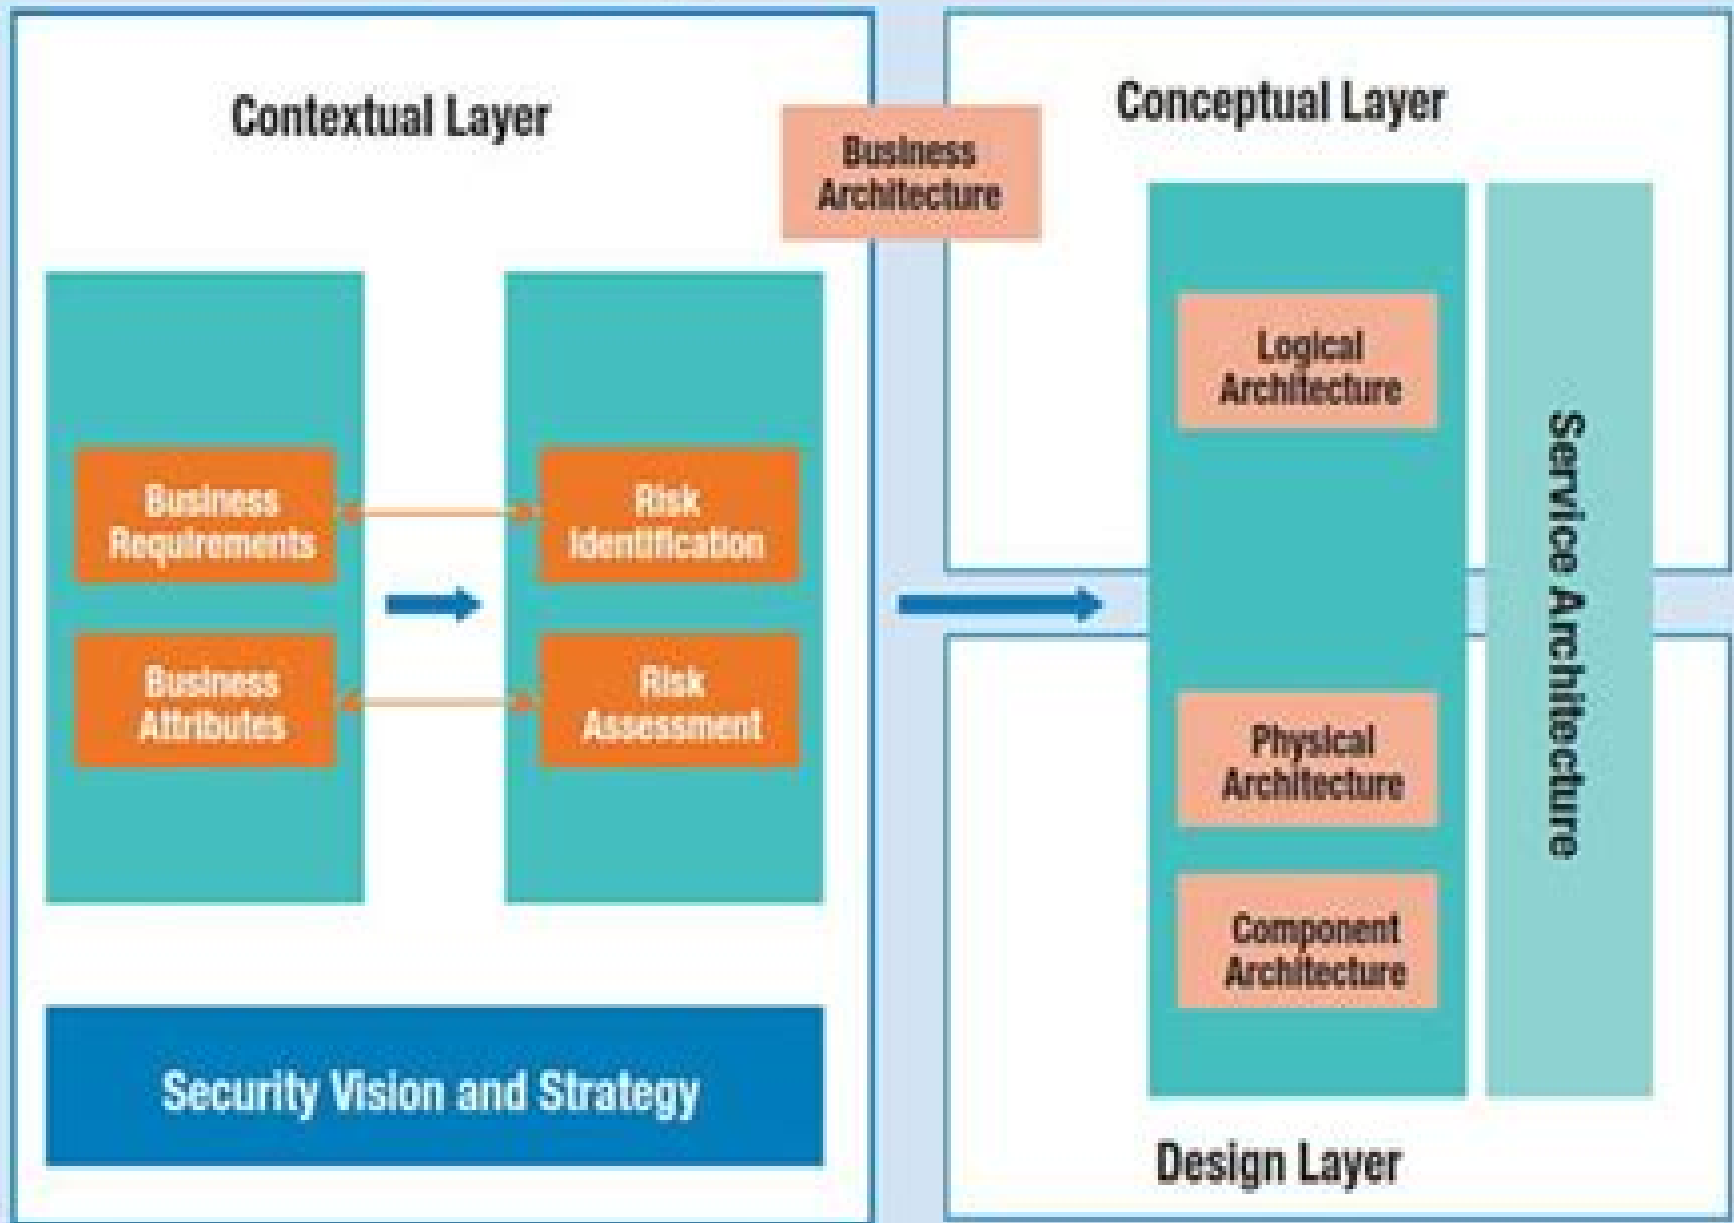 Contextual Layer
Business
Architecture
Conceptual Layer
Business
Requirements
Risk
Identification
Business
Attributes
Risk
Assessment
Security Vision and Strategy
Logical
Architecture
Physical
Architecture
Component
Architecture
Service Architecture
Design Layer